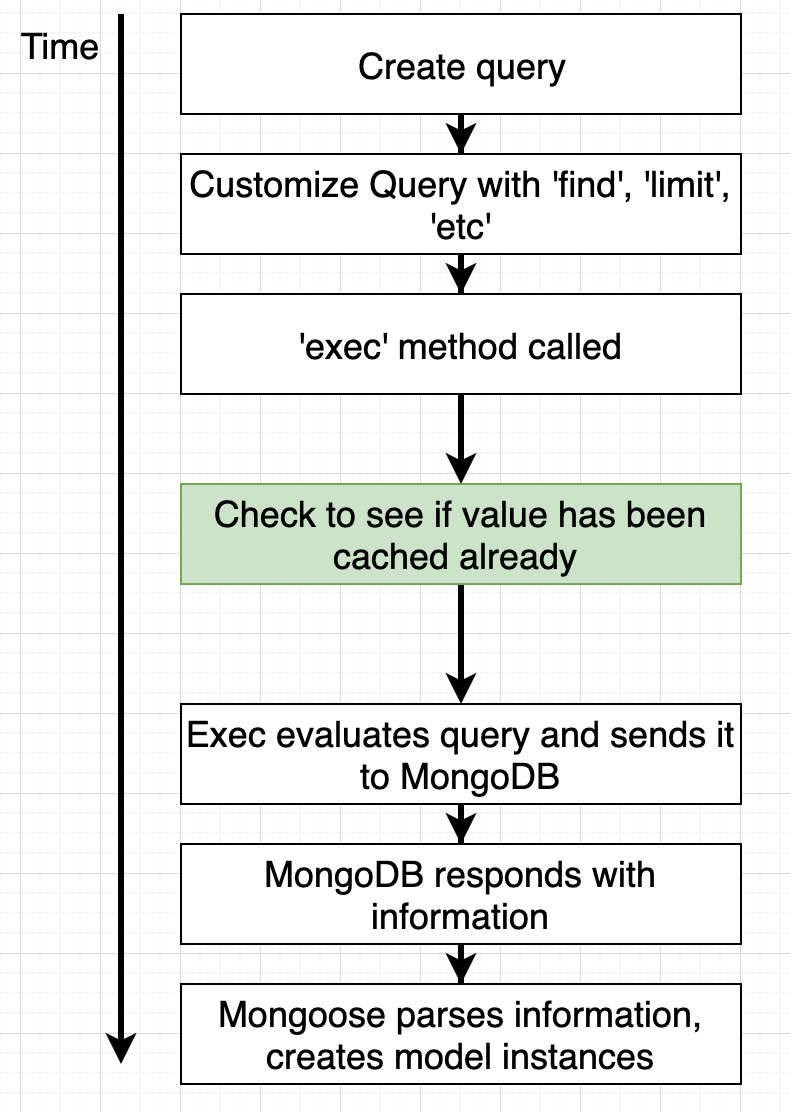 Time
Create query
Customize Query with 'find', 'limit',
'etc'
'exec' method called
Check to see if value has been
cached already
Exec evaluates query and sends it
to MongoDB
MongoDB responds with
information
Mongoose parses information,
creates model instances